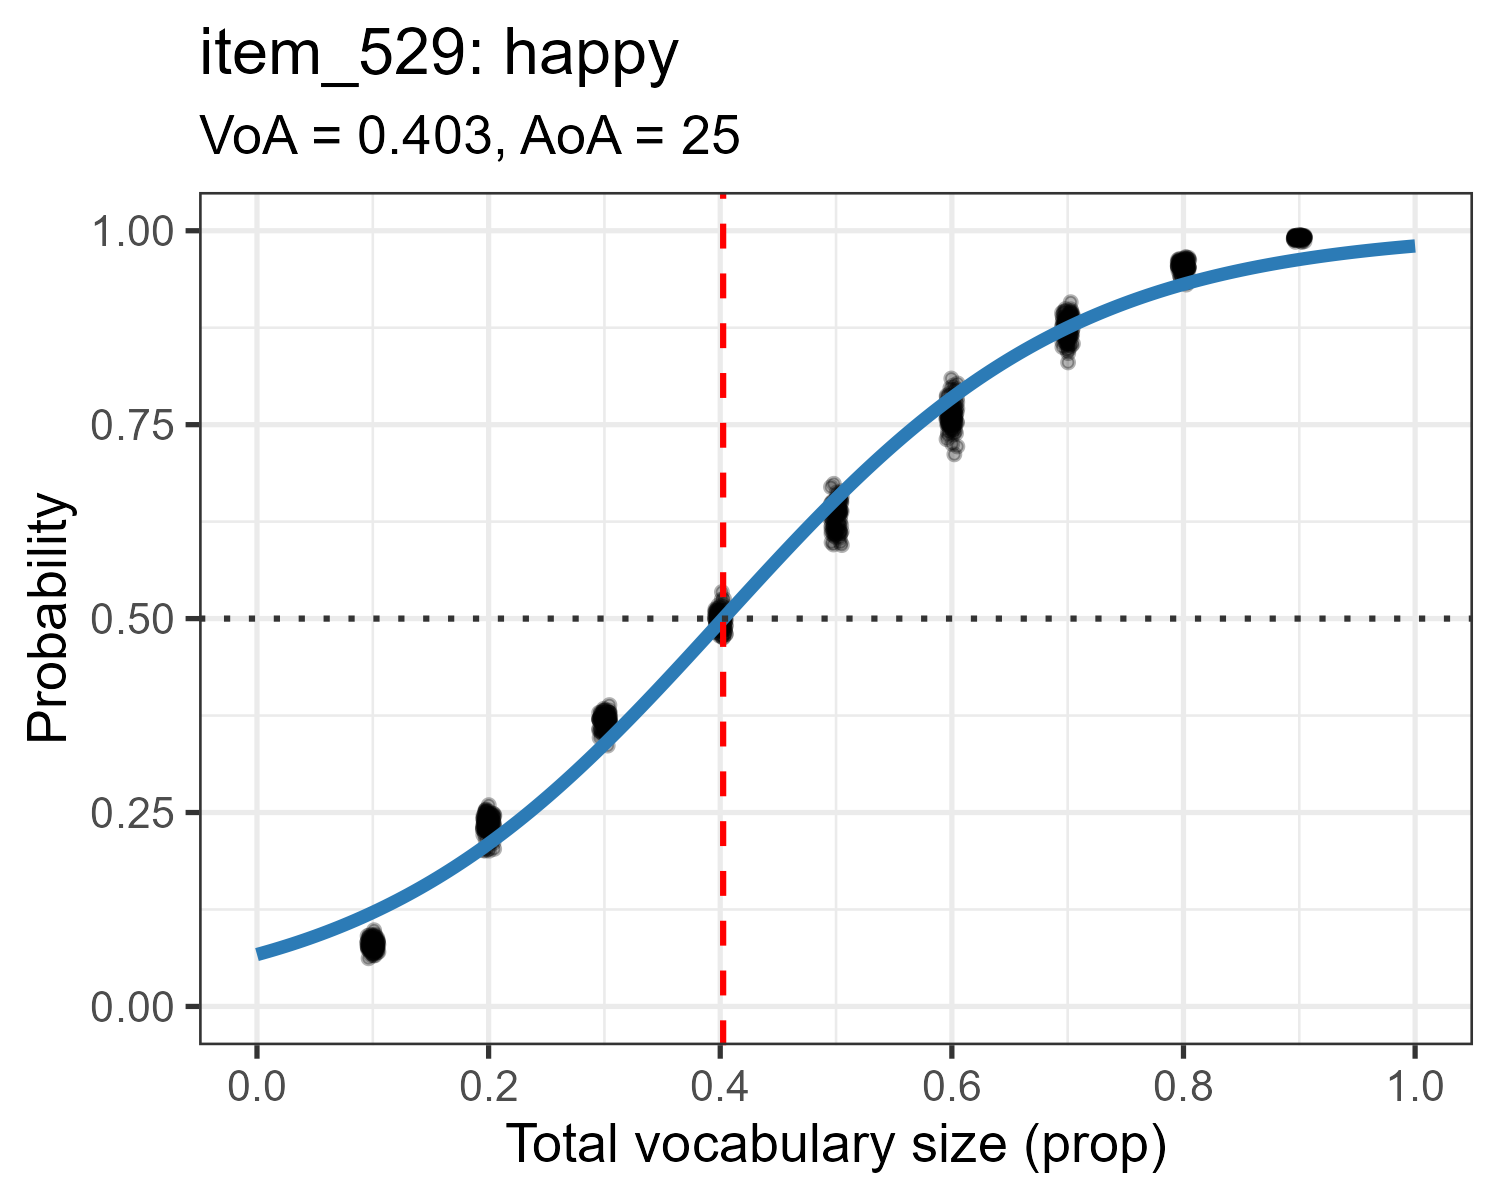 item_529: happy
VoA = 0.403, AoA = 25
1.00
0.75
0.50
0.25
0.00
Probability
0.0 0.2 0.4 0.6 0.8 1.0
Total vocabulary size (prop)